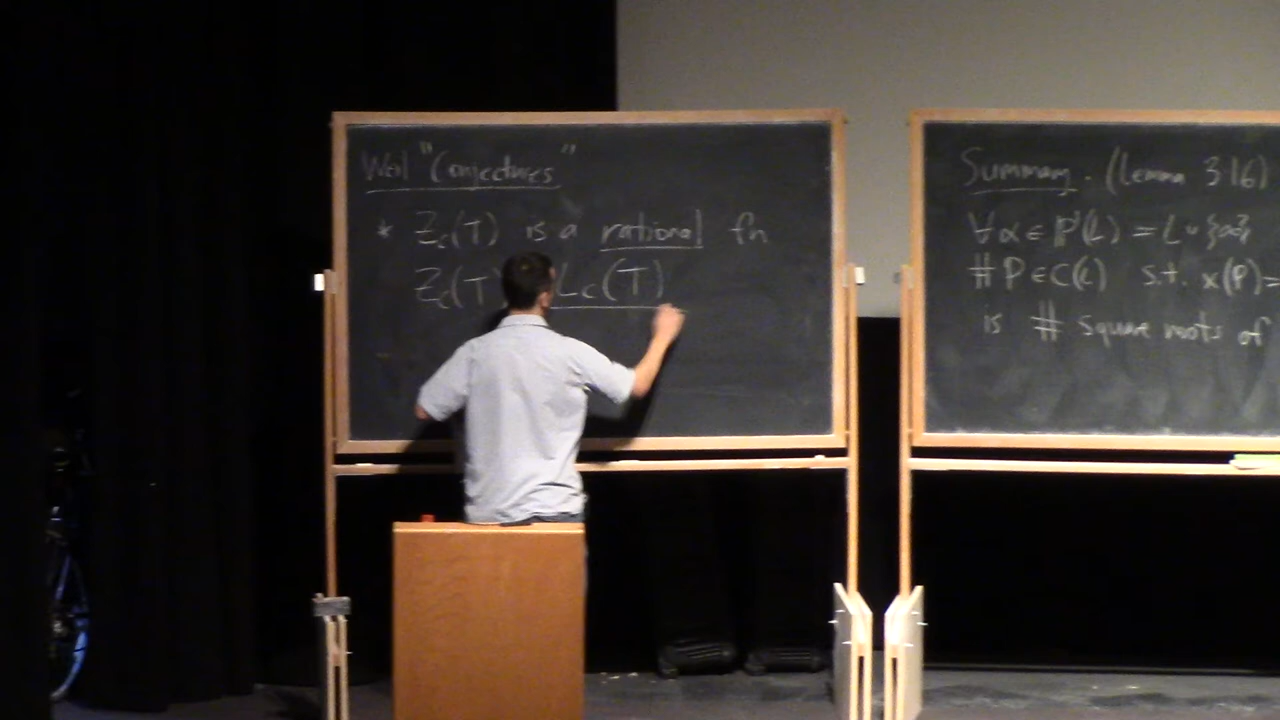 Weil "Conjectures"
* Z_C(T) is a rational fn
Z_C(T) L_C(T)
Summary. (Lemma 3.16)
∀α∈P¹(L) = L ∪ {∞}
# P∈C(L) s.t. x(P)=
is # square roots of